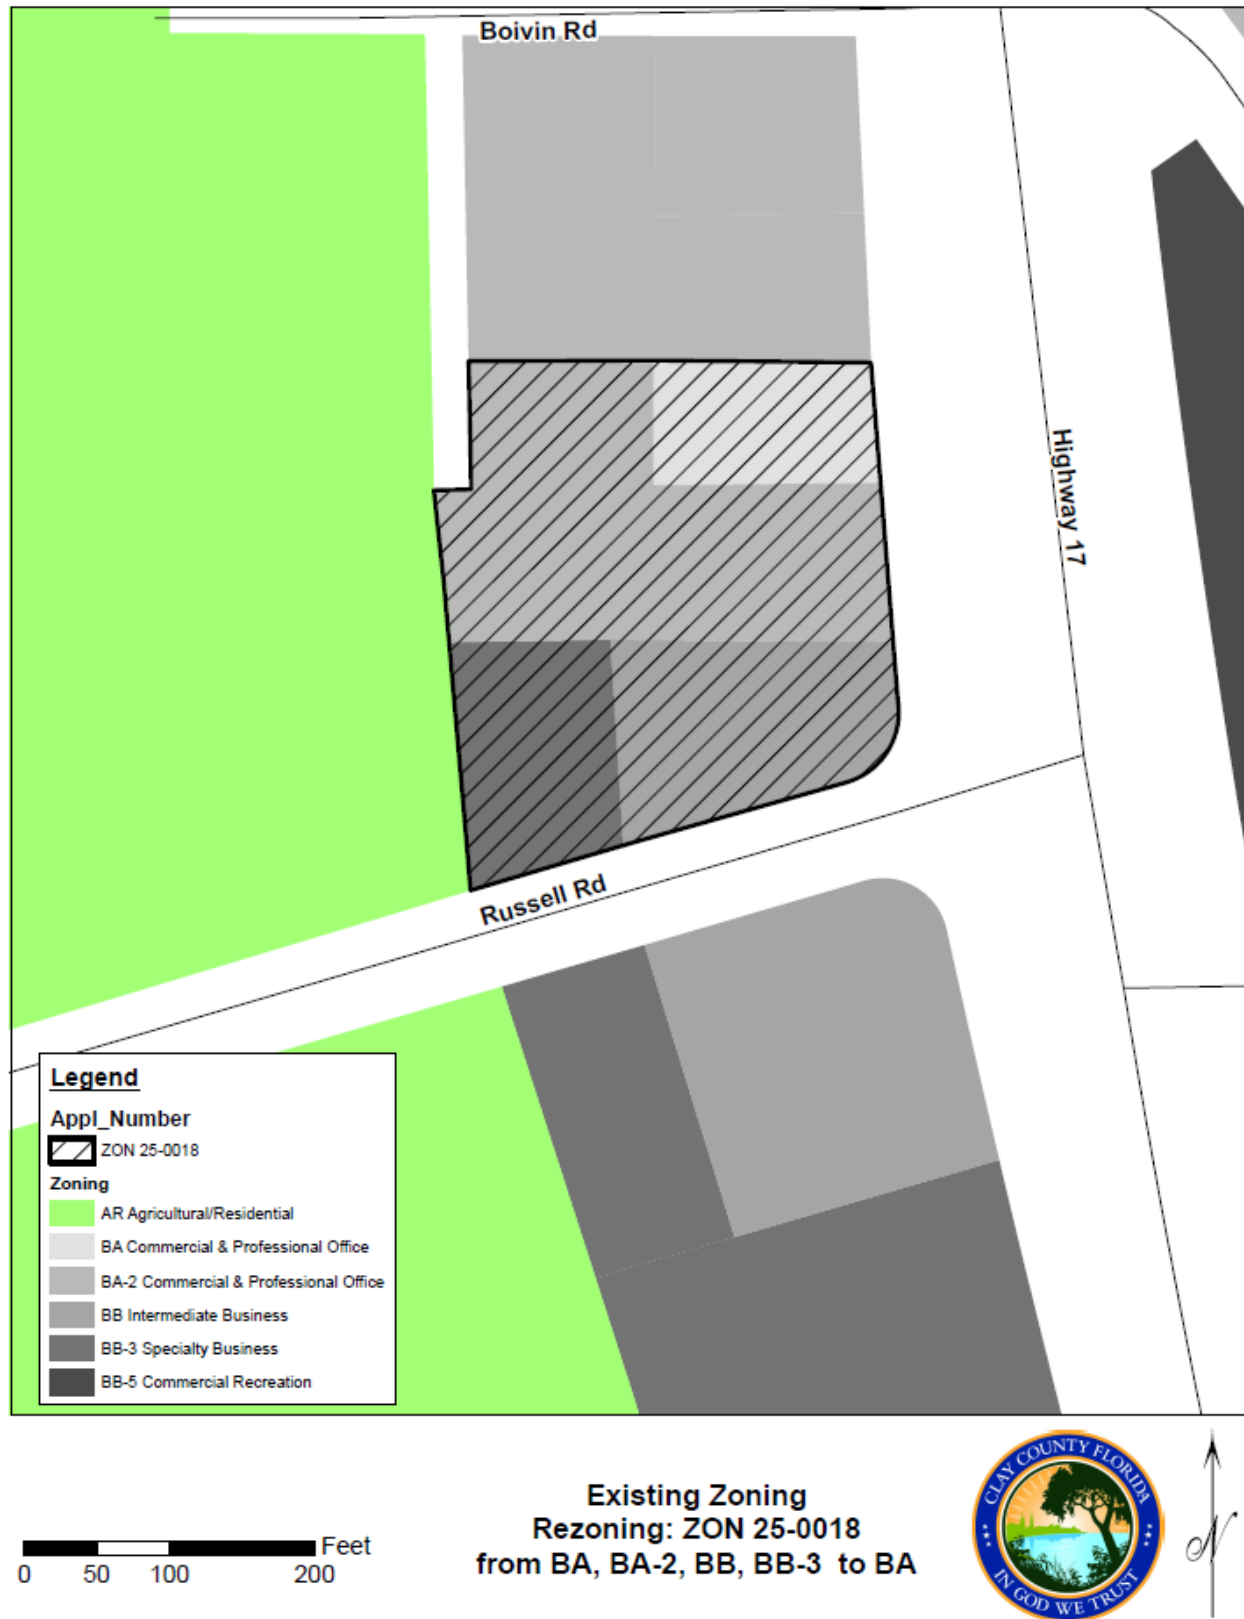 Boivin Rd
Highway 17
Russell Rd
Legend
Appl_Number
ZON 25-0018
Zoning
AR Agricultural/Residential
BA Commercial & Professional Office
BA-2 Commercial & Professional Office
BB Intermediate Business
BB-3 Specialty Business
BB-5 Commercial Recreation
Feet
0 50 100 200
Existing Zoning
Rezoning: ZON 25-0018
from BA, BA-2, BB, BB-3 to BA
CLAY COUNTY FLORIDA
IN GOD WE TRUST
N